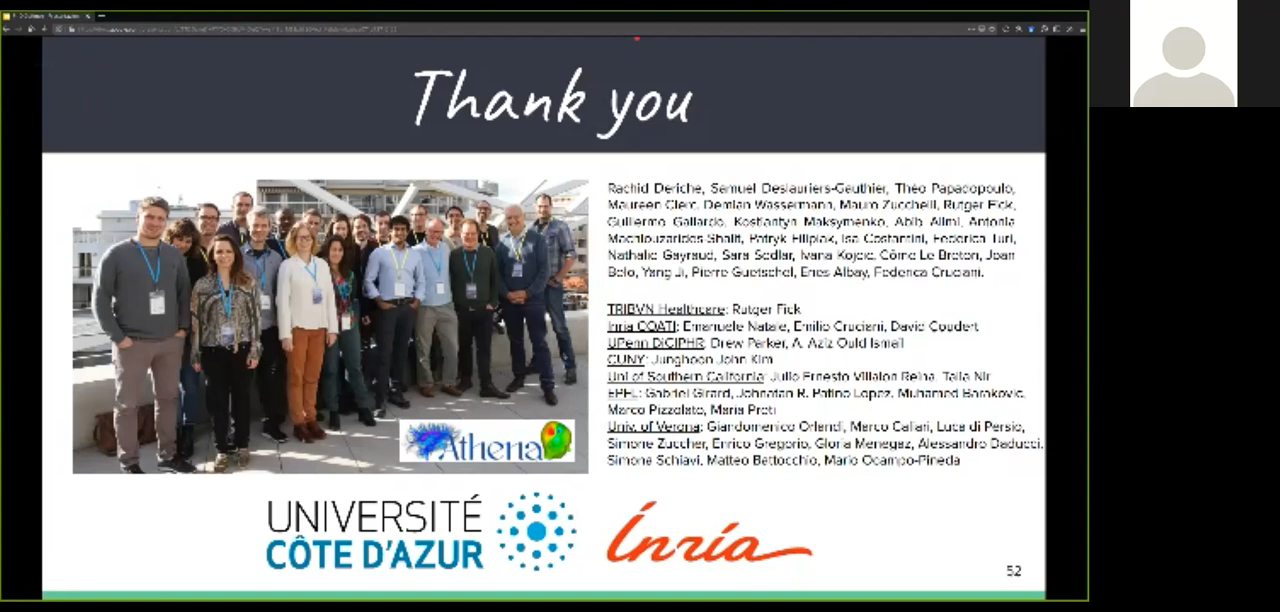 Thank you
Rachid Deriche, Samuel Deslauriers-Gauthier, Théo Papadopoulo,
Maureen Clerc, Demian Wassermann, Mauro Zucchelli, Rutger Fick,
Guillermo Gallardo, Kostiantyn Maksymenko, Abib Alimi, Antonia
Machlouzarides-Shalit, Patryk Filipiak, Isa Costantini, Federica Turi,
Nathalie Gayraud, Sara Sedlar, Ivana Kojcic, Côme Le Breton, Joan
Belo, Yang Ji, Pierre Guetschel, Enes Albay, Federica Cruciani.
TRIBVN Healthcare: Rutger Fick
Inria COATI: Emanuele Natale, Emilio Cruciani, David Coudert
UPenn DiCIPHR: Drew Parker, A. Aziz Ould Ismail
CUNY: Junghoon John Kim
Uni of Southern California: Julio Ernesto Villalon Reina, Talia Nir
EPFL: Gabriel Girard, Johnatan R. Patino Lopez, Muhamed Barakovic,
Marco Pizzolato, Maria Preti
Univ. of Verona: Giandomenico Orlandi, Marco Caliari, Luca di Persio,
Simone Zuccher, Enrico Gregorio, Gloria Menegaz, Alessandro Daducci,
Simona Schiavi, Matteo Battocchio, Mario Ocampo-Pineda
Athena
UNIVERSITÉ
CÔTE D'AZUR
Inria
52